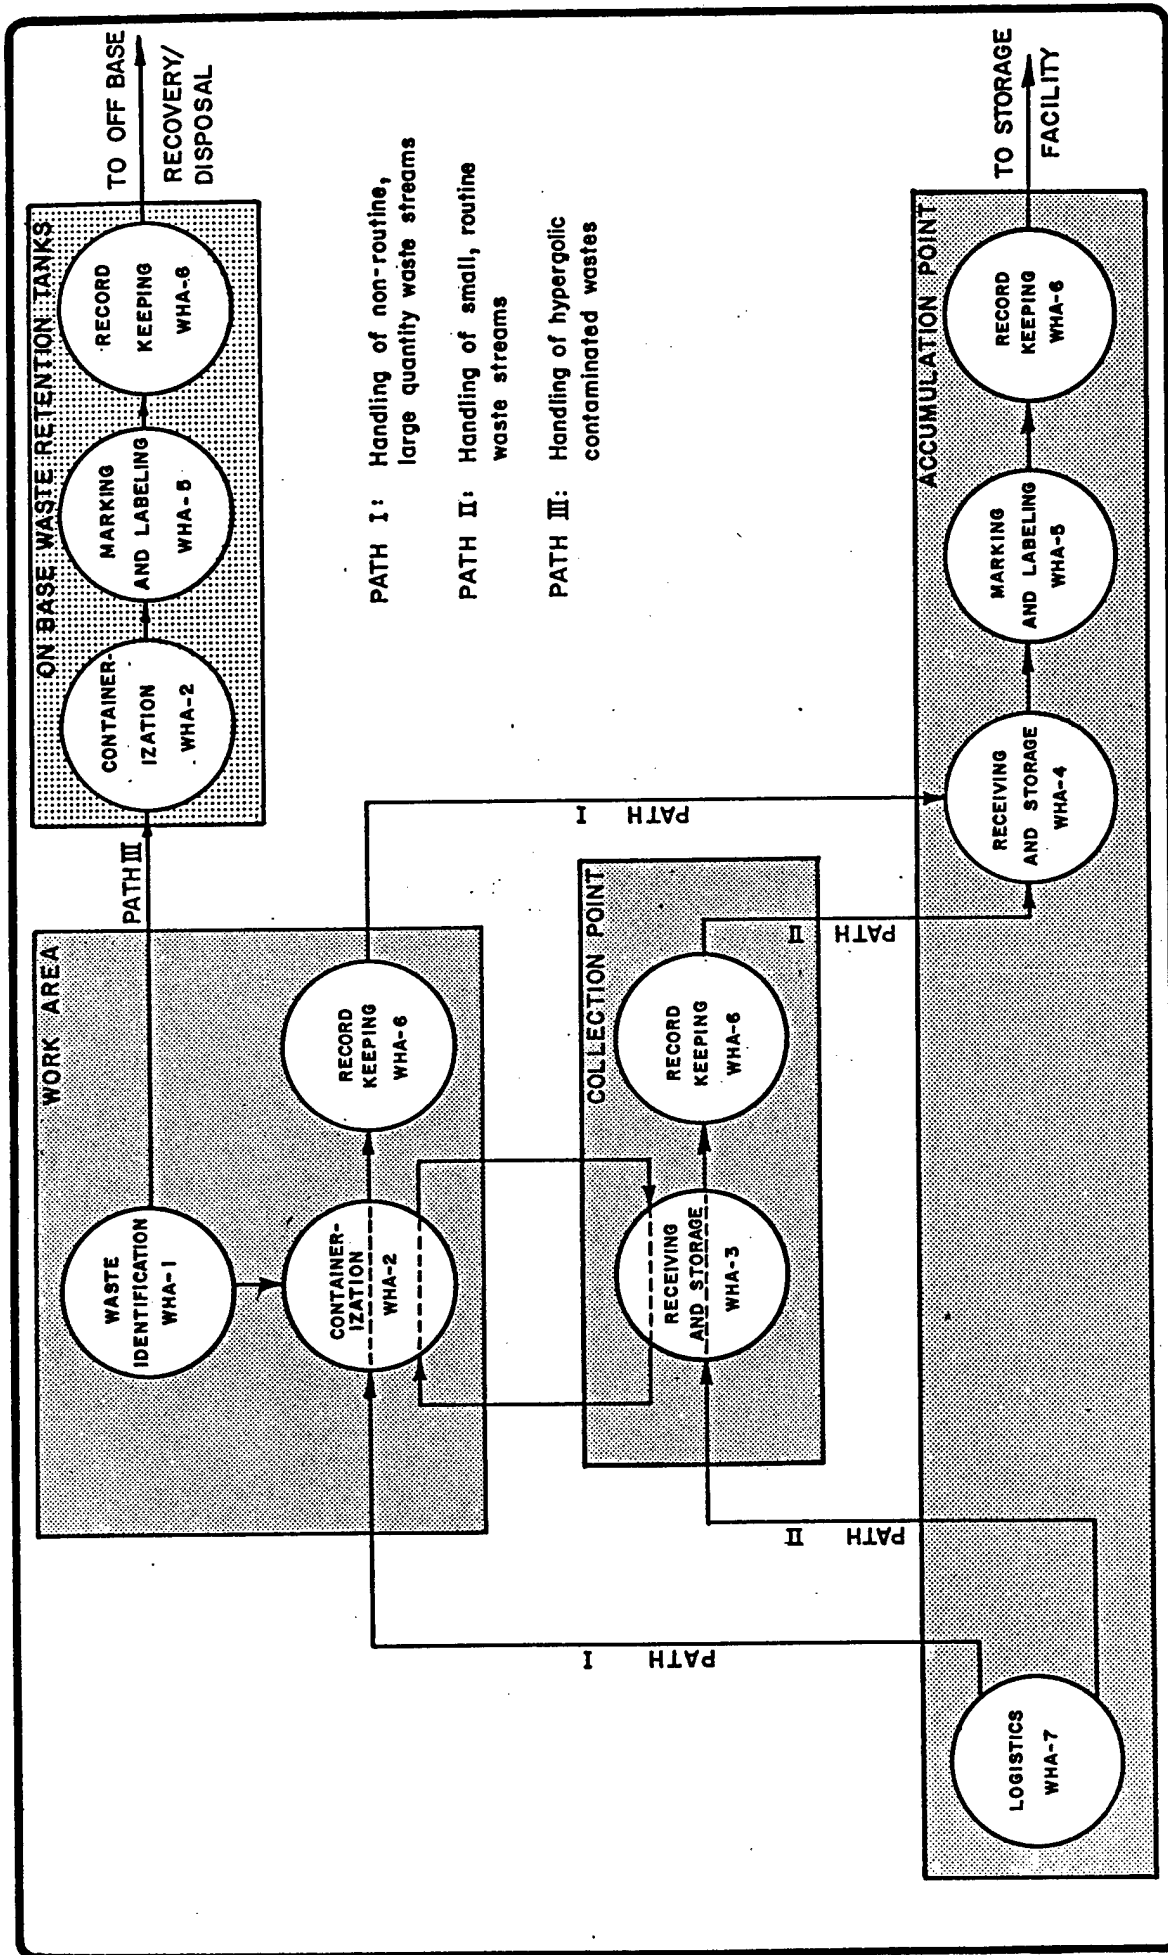 WORK AREA
WASTE
IDENTIFICATION
WHA-1
CONTAINER-
IZATION
WHA-2
RECORD
KEEPING
WHA-6
PATH III
ON BASE WASTE RETENTION TANKS
CONTAINER-
IZATION
WHA-2
MARKING
AND LABELING
WHA-5
RECORD
KEEPING
WHA-6
TO OFF BASE
RECOVERY/
DISPOSAL
PATH I: Handling of non-routine,
large quantity waste streams
PATH II: Handling of small, routine
waste streams
PATH III: Handling of hypergolic
contaminated wastes
COLLECTION POINT
RECEIVING
AND STORAGE
WHA-3
RECORD
KEEPING
WHA-6
PATH I
PATH II
PATH I
PATH II
ACCUMULATION POINT
LOGISTICS
WHA-7
RECEIVING
AND STORAGE
WHA-4
MARKING
AND LABELING
WHA-5
RECORD
KEEPING
WHA-6
TO STORAGE
FACILITY